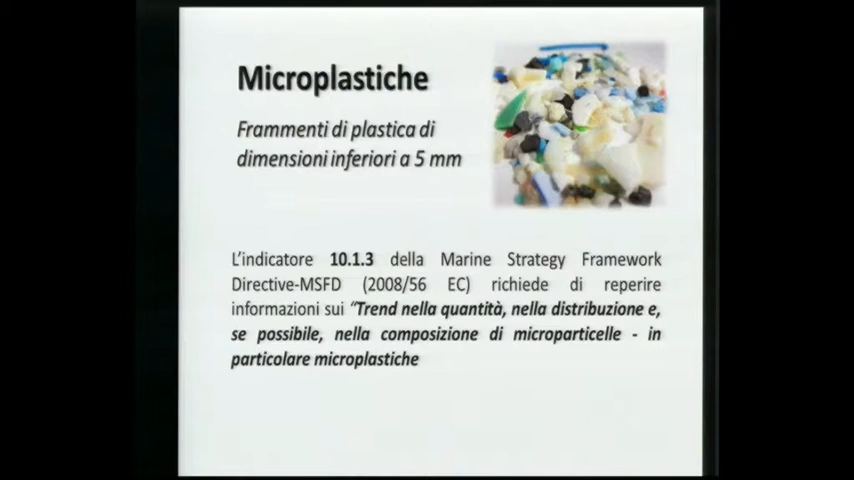 Microplastiche
Frammenti di plastica di
dimensioni inferiori a 5 mm
L'indicatore 10.1.3 della Marine Strategy Framework
Directive-MSFD (2008/56 EC) richiede di reperire
informazioni sui "Trend nella quantità, nella distribuzione e,
se possibile, nella composizione di microparticelle - in
particolare microplastiche